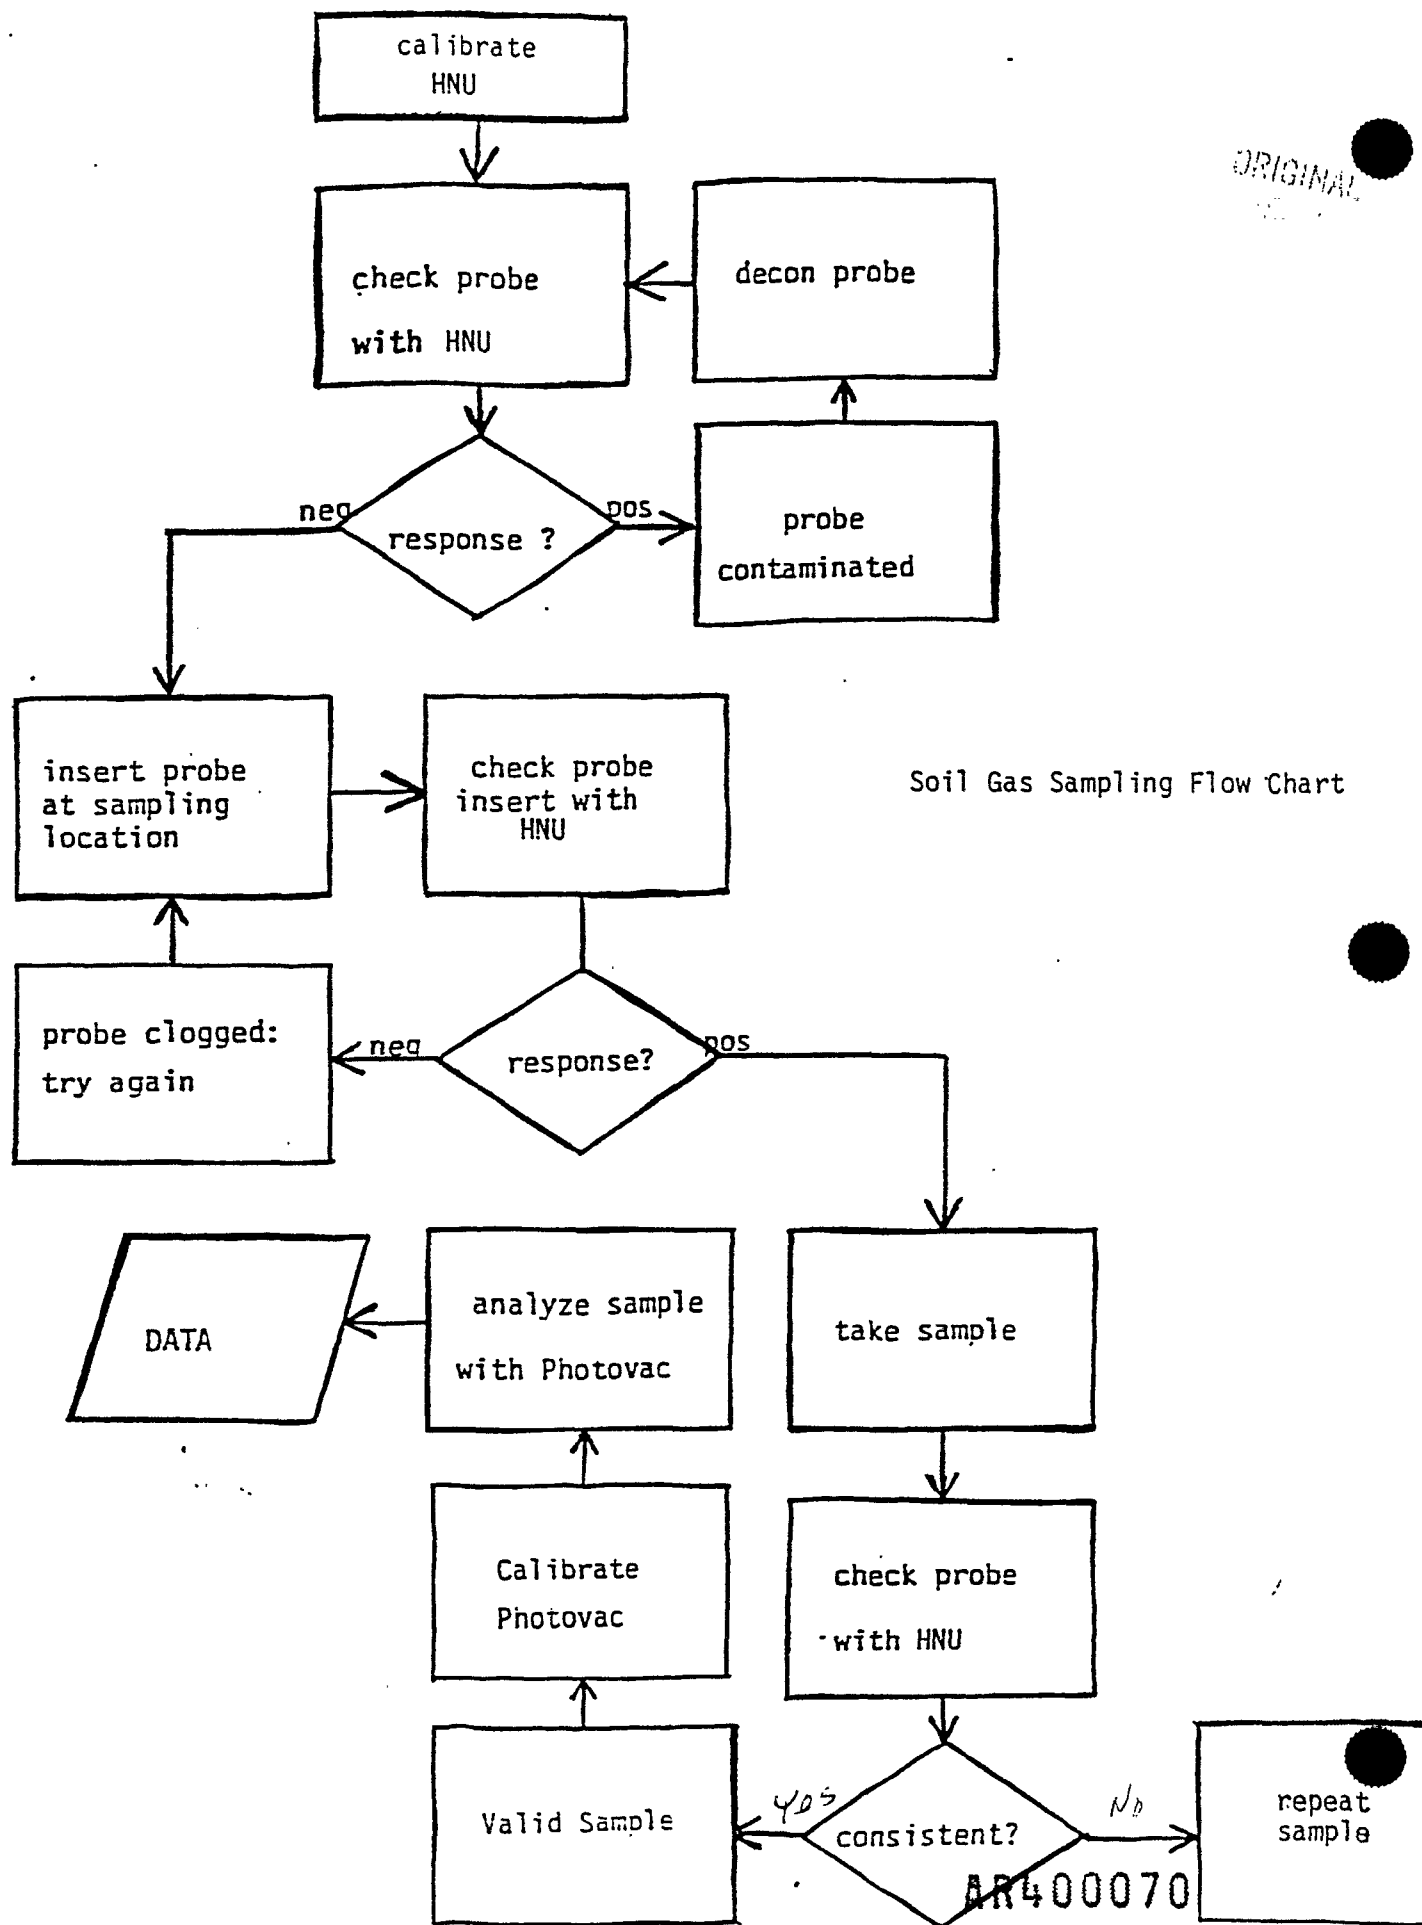 calibrate
HNU
ORIGINAL
check probe
with HNU
decon probe
neg
response ?
pos
probe
contaminated
insert probe
at sampling
location
check probe
insert with
HNU
Soil Gas Sampling Flow Chart
probe clogged:
try again
neg
response?
pos
DATA
analyze sample
with Photovac
take sample
Calibrate
Photovac
check probe
with HNU
Valid Sample
yes
consistent?
No
repeat
sample
AR400070